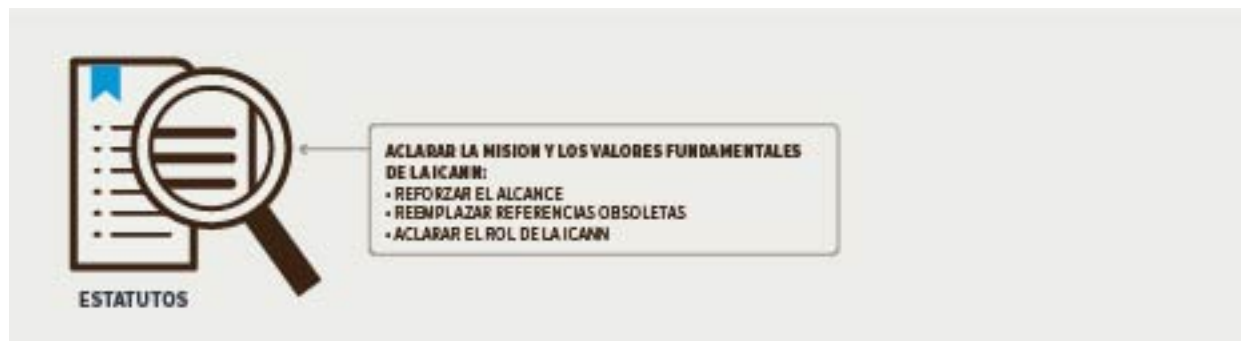 ACLARAR LA MISION Y LOS VALORES FUNDAMENTALES
DE LA ICANN:
• REFORZAR EL ALCANCE
• REEMPLAZAR REFERENCIAS OBSOLETAS
• ACLARAR EL ROL DE LA ICANN
ESTATUTOS